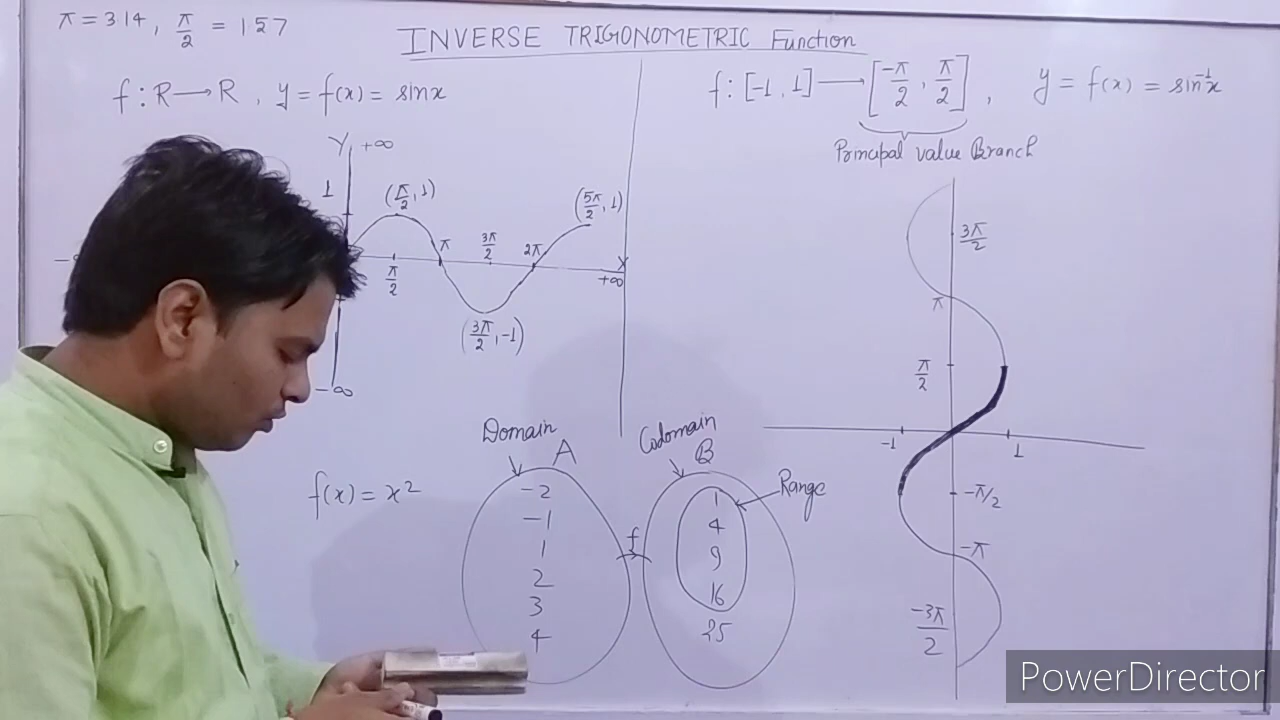 π = 3 14 , π/2 = 1 5 7
INVERSE TRIGONOMETRIC Function
f : R → R , y = f(x) = sin x
f : [-1 , 1] → [-π/2 , π/2] , y = f(x) = sin⁻¹x
Principal value Branch
Y +∞
1
(π/2 , 1)
(5π/2 , 1)
π
3π/2
2π
X
π/2
+∞
(3π/2 , -1)
-∞
3π/2
π
π/2
-1
1
-π/2
-π
-3π/2
Domain
A
Codomain
B
f(x) = x²
-2
-1
1
2
3
4
f
1
4
9
16
25
Range
PowerDirector